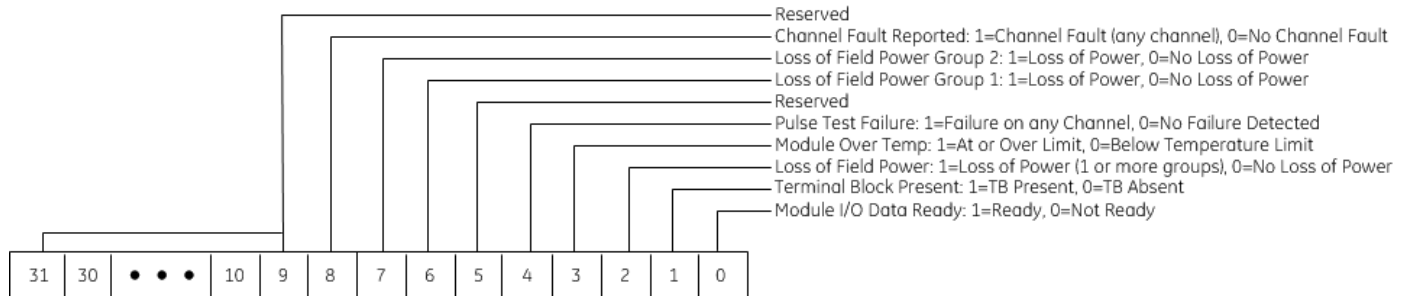 Reserved
Channel Fault Reported: 1=Channel Fault (any channel), 0=No Channel Fault
Loss of Field Power Group 2: 1=Loss of Power, 0=No Loss of Power
Loss of Field Power Group 1: 1=Loss of Power, 0=No Loss of Power
Reserved
Pulse Test Failure: 1=Failure on any Channel, 0=No Failure Detected
Module Over Temp: 1=At or Over Limit, 0=Below Temperature Limit
Loss of Field Power: 1=Loss of Power (1 or more groups), 0=No Loss of Power
Terminal Block Present: 1=TB Present, 0=TB Absent
Module I/O Data Ready: 1=Ready, 0=Not Ready
31 30 • • • 10 9 8 7 6 5 4 3 2 1 0